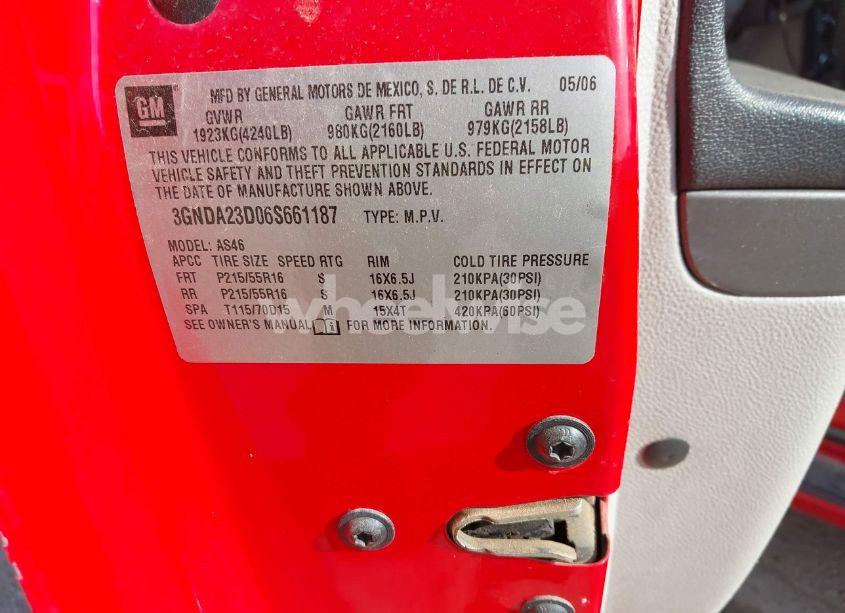 GM
MFD BY GENERAL MOTORS DE MEXICO, S. DE R.L. DE C.V. 05/06
GVWR GAWR FRT GAWR RR
1923KG(4240LB) 980KG(2160LB) 979KG(2158LB)
THIS VEHICLE CONFORMS TO ALL APPLICABLE U.S. FEDERAL MOTOR
VEHICLE SAFETY AND THEFT PREVENTION STANDARDS IN EFFECT ON
THE DATE OF MANUFACTURE SHOWN ABOVE.
3GNDA23D06S661187 TYPE: M.P.V.
MODEL: AS46
APCC TIRE SIZE SPEED RTG RIM COLD TIRE PRESSURE
FRT P215/55R16 S 16X6.5J 210KPA(30PSI)
RR P215/55R16 S 16X6.5J 210KPA(30PSI)
SPA T115/70D15 M 15X4T 420KPA(60PSI)
SEE OWNER'S MANUAL FOR MORE INFORMATION.
wheelwise